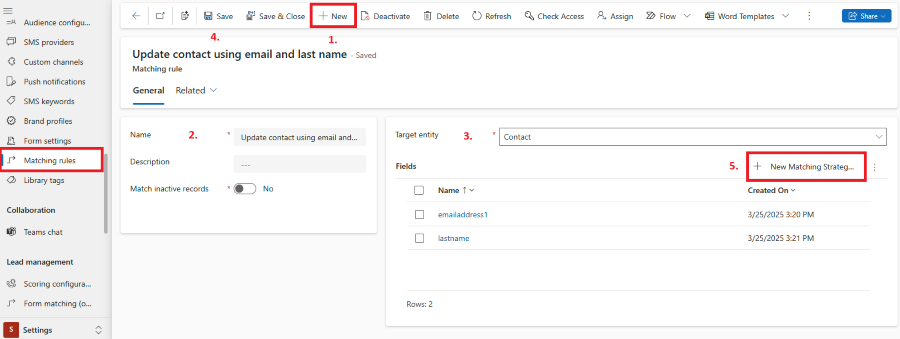 Audience configu...
SMS providers
Custom channels
Push notifications
SMS keywords
Brand profiles
Form settings
Matching rules
Library tags
Collaboration
Teams chat
Lead management
Scoring configura...
Form matching (o...
S Settings
Save Save & Close New Deactivate Delete Refresh Check Access Assign Flow Word Templates Share
4. 1.
Update contact using email and last name - Saved
Matching rule
General Related
Name 2. * Update contact using email and...
Description ---
Match inactive records * No
Target entity 3. * Contact
Fields 5. New Matching Strateg...
Name Created On
emailaddress1 3/25/2025 3:20 PM
lastname 3/25/2025 3:21 PM
Rows: 2